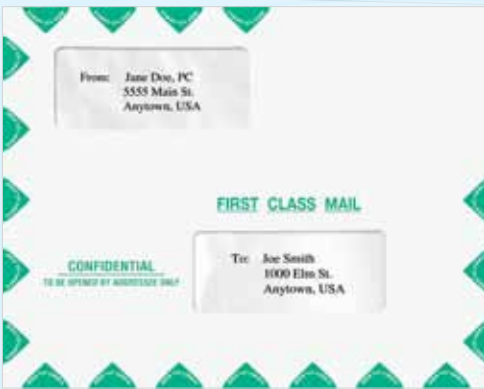 From: Jane Doe, PC
5555 Main St.
Anytown, USA
FIRST CLASS MAIL
To: Joe Smith
1000 Elm St.
Anytown, USA
CONFIDENTIAL
TO BE OPENED BY ADDRESSEE ONLY